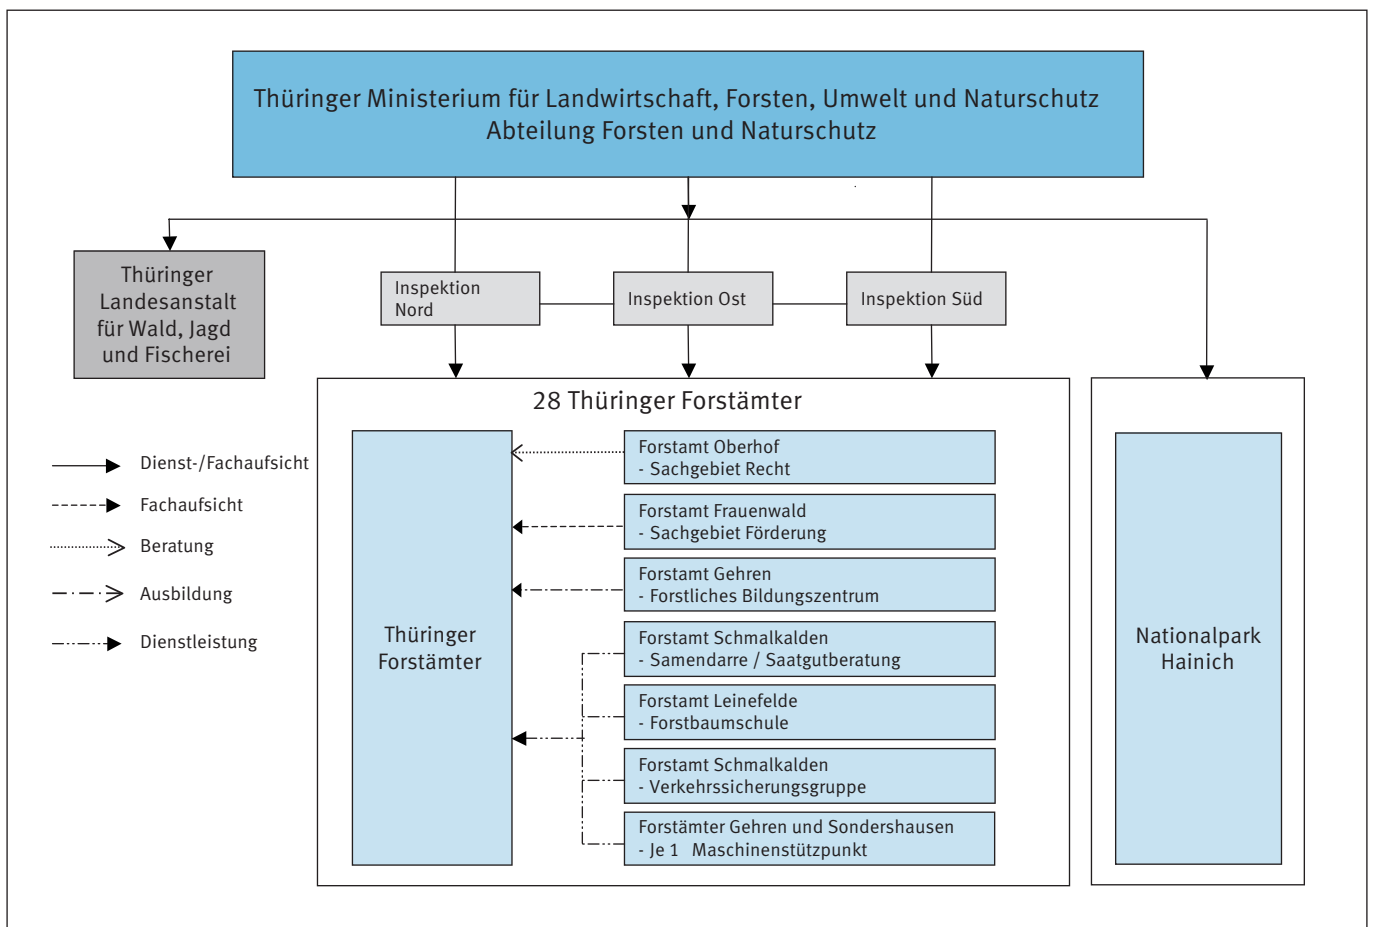 Thüringer Ministerium für Landwirtschaft, Forsten, Umwelt und Naturschutz
Abteilung Forsten und Naturschutz
Thüringer
Landesanstalt
für Wald, Jagd
und Fischerei
Inspektion
Nord
Inspektion Ost
Inspektion Süd
28 Thüringer Forstämter
Dienst-/Fachaufsicht
Fachaufsicht
Beratung
Ausbildung
Dienstleistung
Thüringer
Forstämter
Forstamt Oberhof
- Sachgebiet Recht
Forstamt Frauenwald
- Sachgebiet Förderung
Forstamt Gehren
- Forstliches Bildungszentrum
Forstamt Schmalkalden
- Samendarre / Saatgutberatung
Forstamt Leinefelde
- Forstbaumschule
Forstamt Schmalkalden
- Verkehrssicherungsgruppe
Forstämter Gehren und Sondershausen
- Je 1 Maschinenstützpunkt
Nationalpark
Hainich